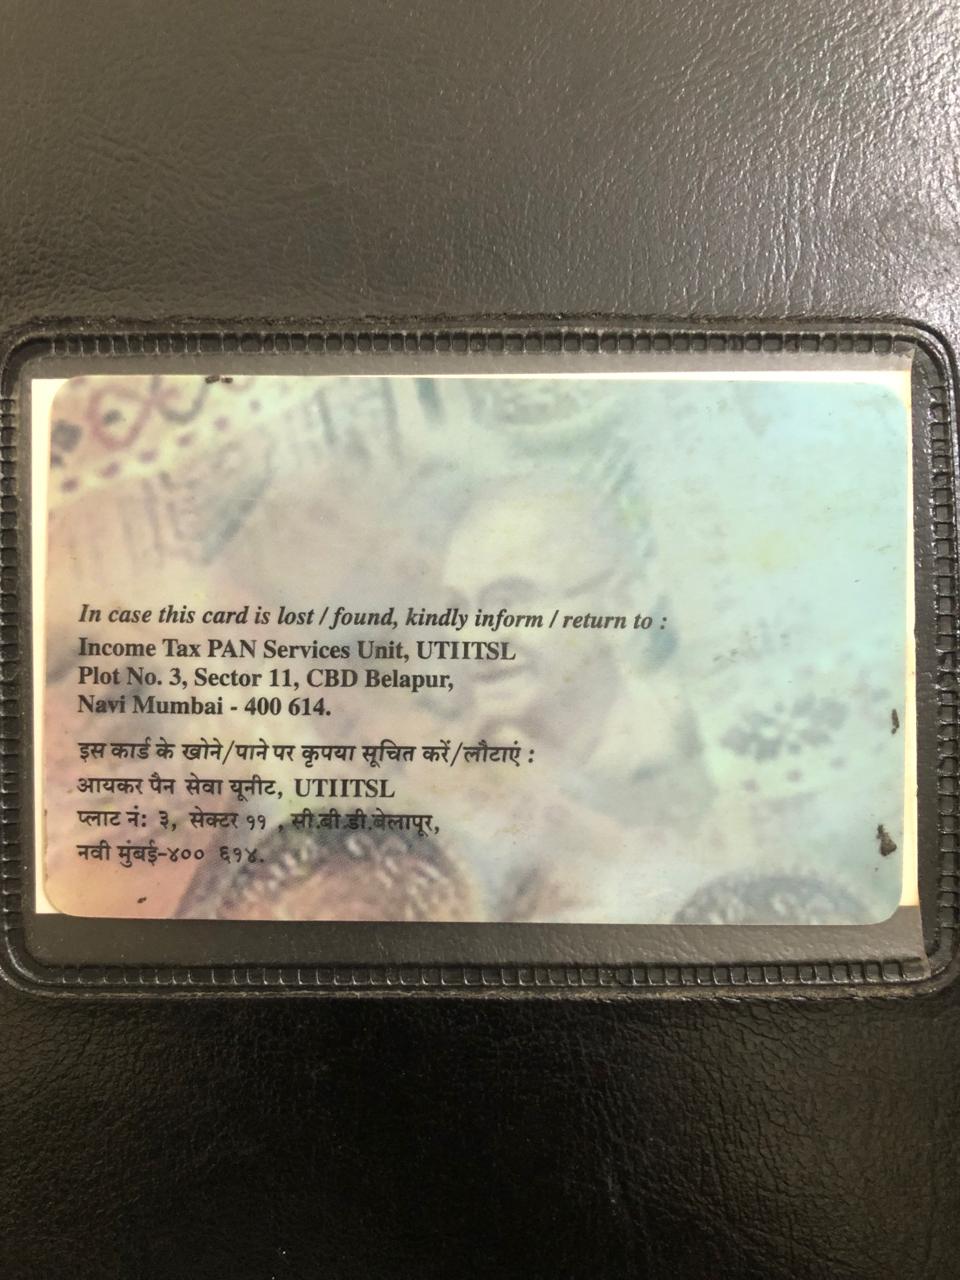 In case this card is lost / found, kindly inform / return to :
Income Tax PAN Services Unit, UTIITSL
Plot No. 3, Sector 11, CBD Belapur,
Navi Mumbai - 400 614.
इस कार्ड के खोने/पाने पर कृपया सूचित करें/लौटाएं :
आयकर पैन सेवा यूनीट, UTIITSL
प्लाट नं: ३, सेक्टर ११ , सी.बी.डी.बेलापूर,
नवी मुंबई-४०० ६१४.